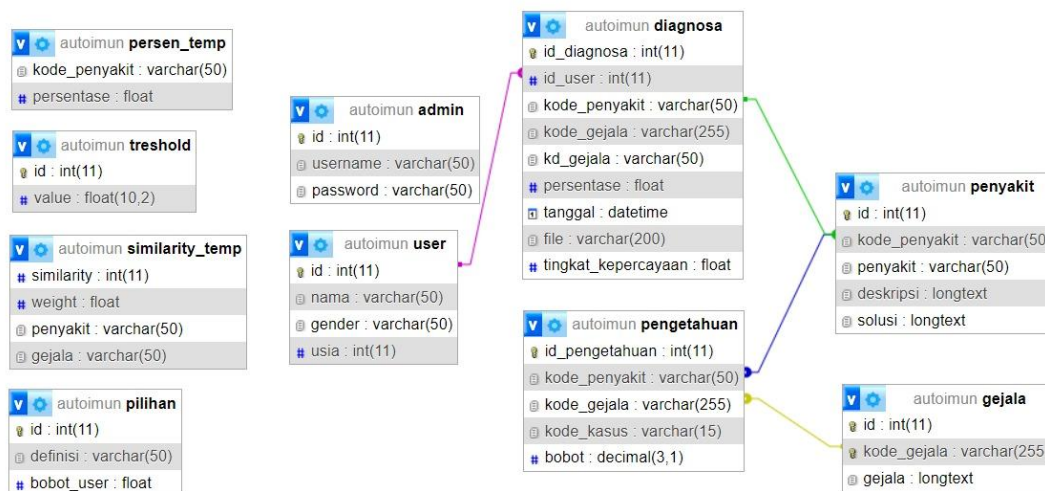 autoimun persen_temp
kode_penyakit : varchar(50)
# persentase : float
autoimun treshold
id : int(11)
# value : float(10,2)
autoimun similarity_temp
# similarity : int(11)
# weight : float
penyakit : varchar(50)
gejala : varchar(50)
autoimun pilihan
id : int(11)
definisi : varchar(50)
# bobot_user : float
autoimun admin
id : int(11)
username : varchar(50)
password : varchar(50)
autoimun user
id : int(11)
nama : varchar(50)
gender : varchar(50)
# usia : int(11)
autoimun diagnosa
id_diagnosa : int(11)
# id_user : int(11)
kode_penyakit : varchar(50)
kode_gejala : varchar(255)
kd_gejala : varchar(50)
# persentase : float
tanggal : datetime
file : varchar(200)
# tingkat_kepercayaan : float
autoimun pengetahuan
id_pengetahuan : int(11)
kode_penyakit : varchar(50)
kode_gejala : varchar(255)
kode_kasus : varchar(15)
# bobot : decimal(3,1)
autoimun penyakit
id : int(11)
kode_penyakit : varchar(50
penyakit : varchar(50)
deskripsi : longtext
solusi : longtext
autoimun gejala
id : int(11)
kode_gejala : varchar(255
gejala : longtext